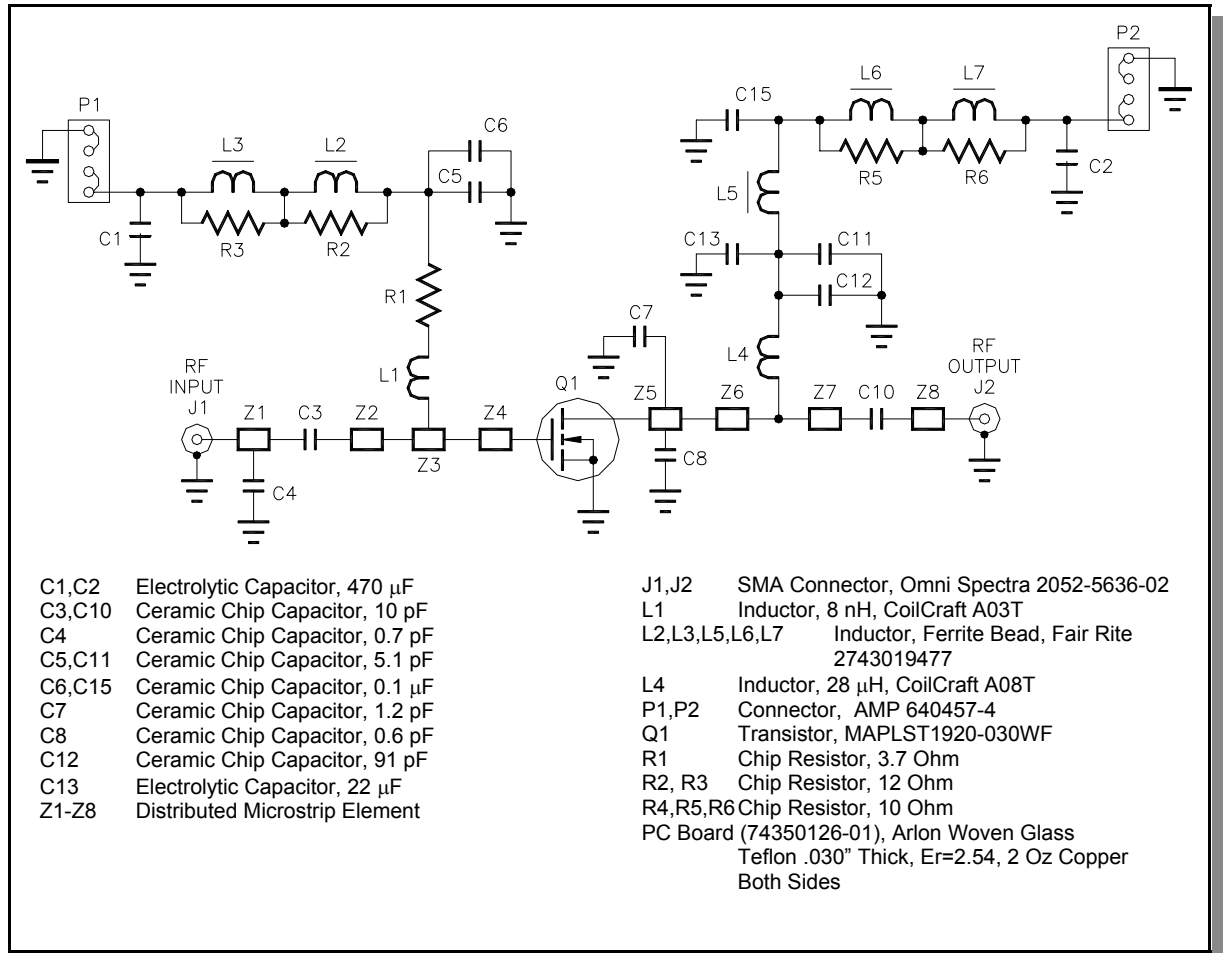 P2
L6
L7
C15
P1
C6
L3
L2
R5
R6
C2
C5
L5
C1
R3
R2
C13
C11
R1
C12
C7
RF
INPUT
J1
L1
Q1
L4
RF
OUTPUT
J2
Z1
C3
Z2
Z4
Z5
Z6
Z7
C10
Z8
Z3
C4
C8
C1,C2 Electrolytic Capacitor, 470 μF
C3,C10 Ceramic Chip Capacitor, 10 pF
C4 Ceramic Chip Capacitor, 0.7 pF
C5,C11 Ceramic Chip Capacitor, 5.1 pF
C6,C15 Ceramic Chip Capacitor, 0.1 μF
C7 Ceramic Chip Capacitor, 1.2 pF
C8 Ceramic Chip Capacitor, 0.6 pF
C12 Ceramic Chip Capacitor, 91 pF
C13 Electrolytic Capacitor, 22 μF
Z1-Z8 Distributed Microstrip Element
J1,J2 SMA Connector, Omni Spectra 2052-5636-02
L1 Inductor, 8 nH, CoilCraft A03T
L2,L3,L5,L6,L7 Inductor, Ferrite Bead, Fair Rite
2743019477
L4 Inductor, 28 μH, CoilCraft A08T
P1,P2 Connector, AMP 640457-4
Q1 Transistor, MAPLST1920-030WF
R1 Chip Resistor, 3.7 Ohm
R2, R3 Chip Resistor, 12 Ohm
R4,R5,R6 Chip Resistor, 10 Ohm
PC Board (74350126-01), Arlon Woven Glass
Teflon .030” Thick, Er=2.54, 2 Oz Copper
Both Sides